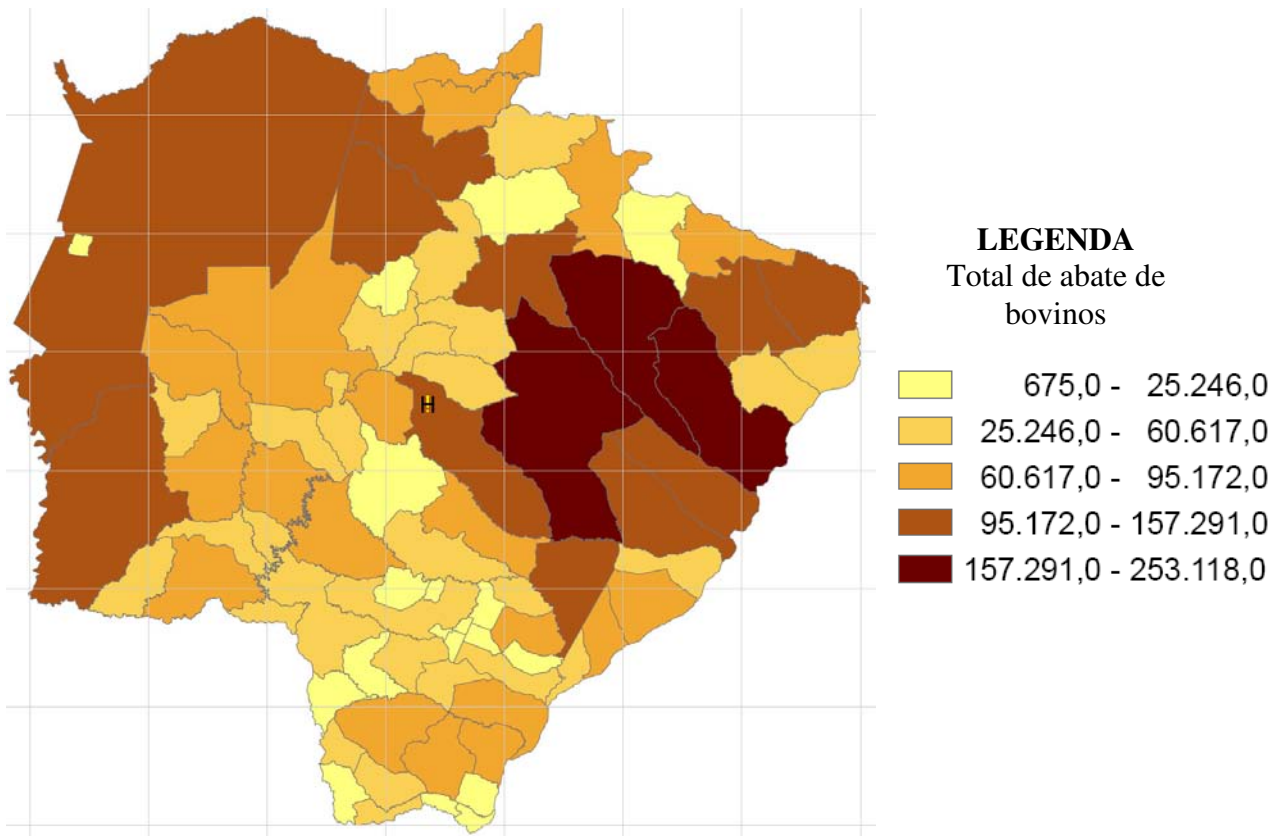 H
LEGENDA
Total de abate de
bovinos
675,0 - 25.246,0
25.246,0 - 60.617,0
60.617,0 - 95.172,0
95.172,0 - 157.291,0
157.291,0 - 253.118,0